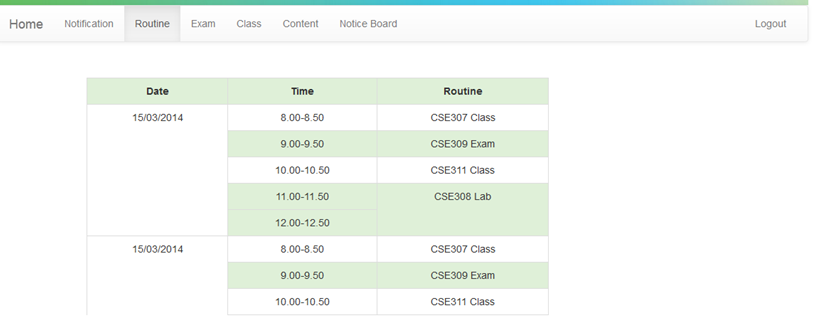 Home Notification Routine Exam Class Content Notice Board Logout
Date Time Routine
15/03/2014 8.00-8.50 CSE307 Class
9.00-9.50 CSE309 Exam
10.00-10.50 CSE311 Class
11.00-11.50 CSE308 Lab
12.00-12.50
15/03/2014 8.00-8.50 CSE307 Class
9.00-9.50 CSE309 Exam
10.00-10.50 CSE311 Class